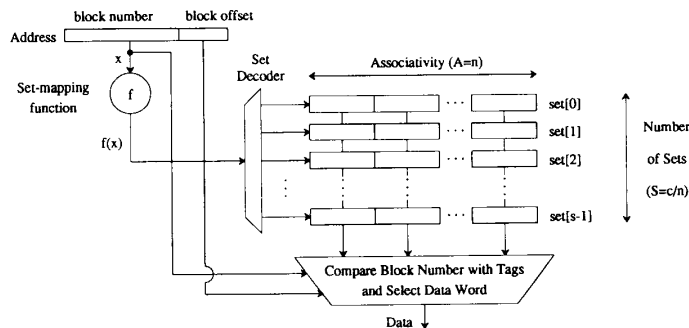 block number block offset
Address
x
Set Decoder
Associativity (A=n)
Set-mapping function
f
f(x)
set[0]
set[1]
set[2]
set[s-1]
Number of Sets (S=c/n)
Compare Block Number with Tags
and Select Data Word
Data